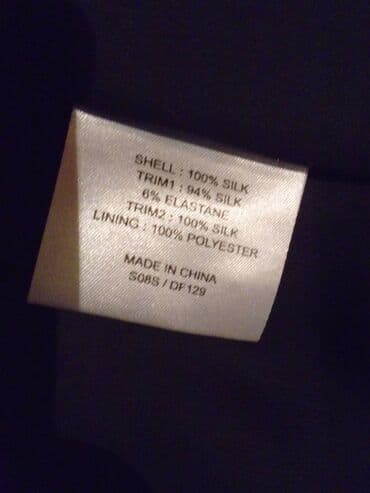 SHELL : 100% SILK
TRIM1 : 94% SILK
6% ELASTANE
TRIM2 : 100% SILK
LINING : 100% POLYESTER
MADE IN CHINA
S08S / DF129